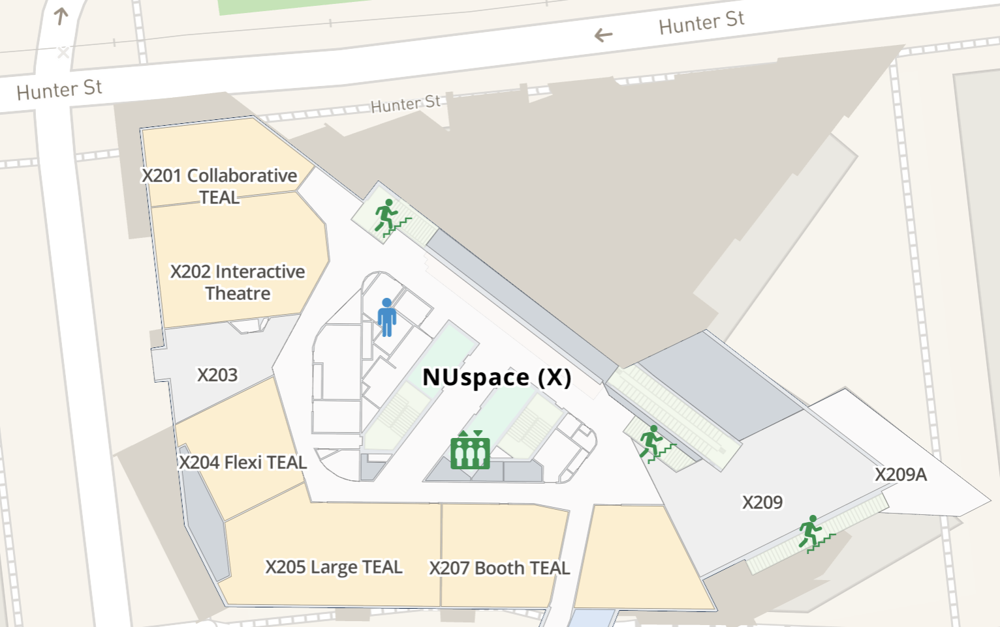 Hunter St
Hunter St
Hunter St
X201 Collaborative
TEAL
X202 Interactive
Theatre
X203
NUspace (X)
X204 Flexi TEAL
X209A
X209
X205 Large TEAL
X207 Booth TEAL